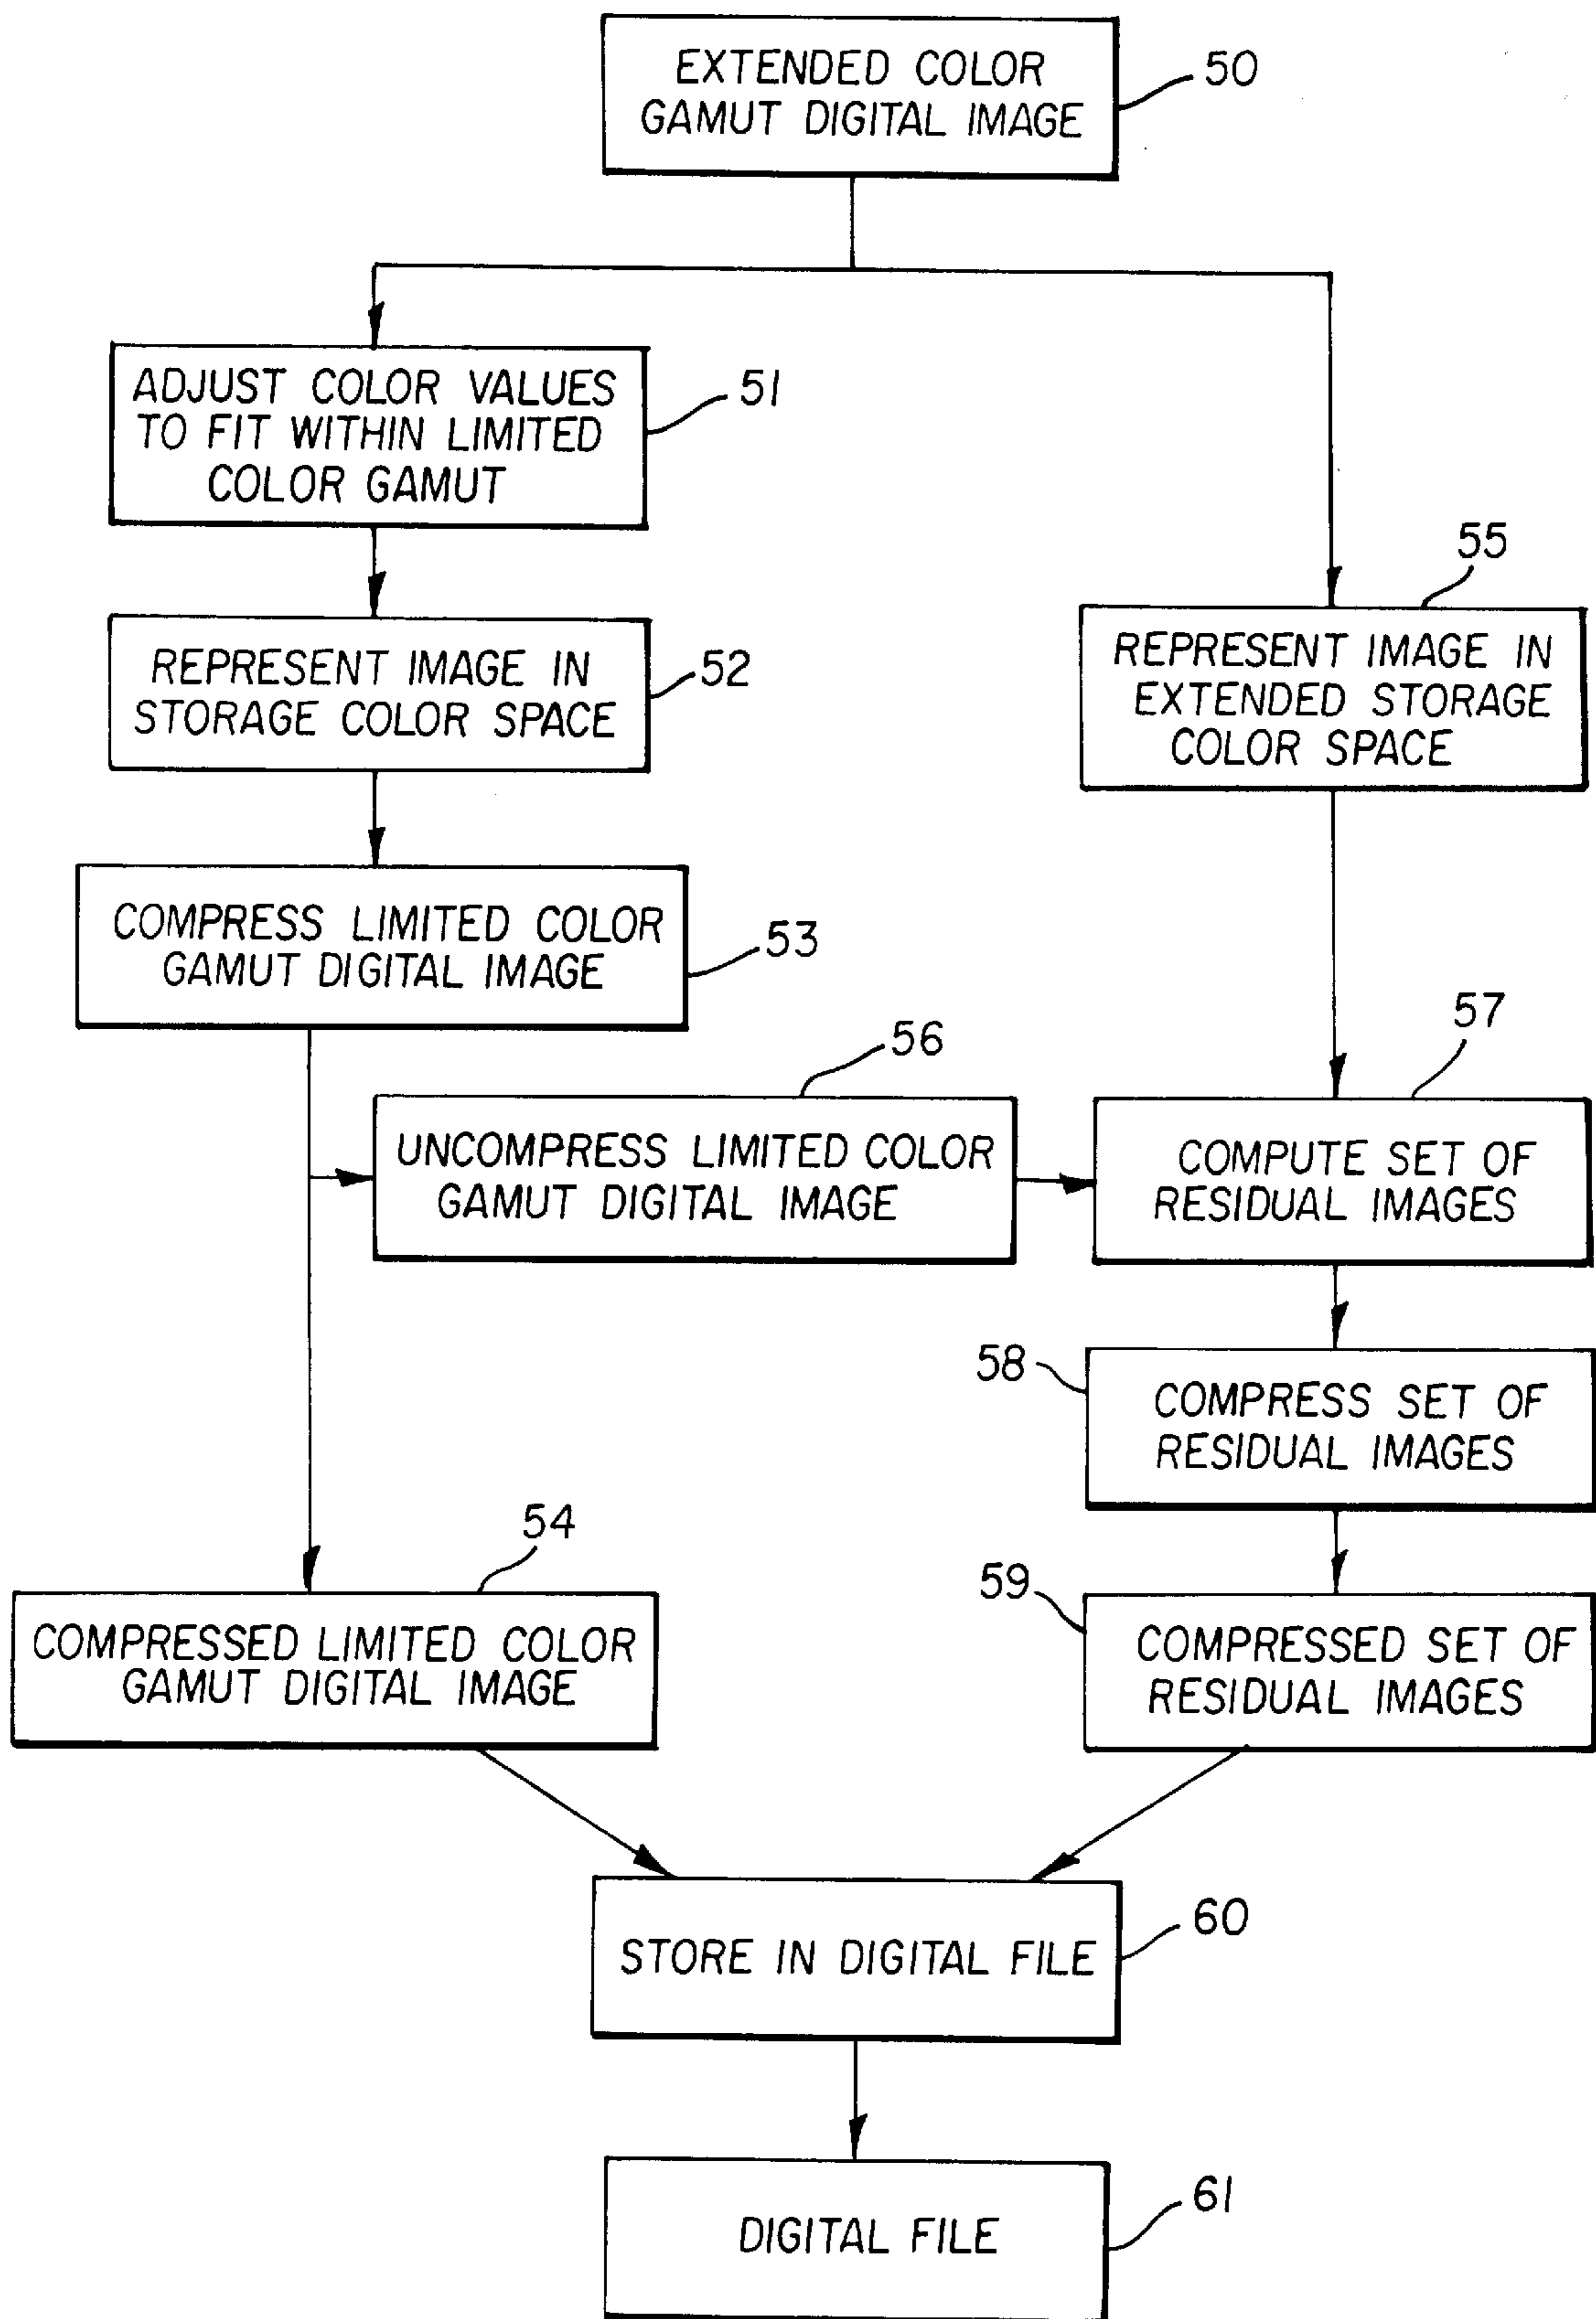 EXTENDED COLOR
GAMUT DIGITAL IMAGE
50
ADJUST COLOR VALUES
TO FIT WITHIN LIMITED
COLOR GAMUT
51
REPRESENT IMAGE IN
STORAGE COLOR SPACE
52
55
REPRESENT IMAGE IN
EXTENDED STORAGE
COLOR SPACE
COMPRESS LIMITED COLOR
GAMUT DIGITAL IMAGE
53
56
UNCOMPRESS LIMITED COLOR
GAMUT DIGITAL IMAGE
57
COMPUTE SET OF
RESIDUAL IMAGES
58
COMPRESS SET OF
RESIDUAL IMAGES
54
COMPRESSED LIMITED COLOR
GAMUT DIGITAL IMAGE
59
COMPRESSED SET OF
RESIDUAL IMAGES
STORE IN DIGITAL FILE
60
DIGITAL FILE
61